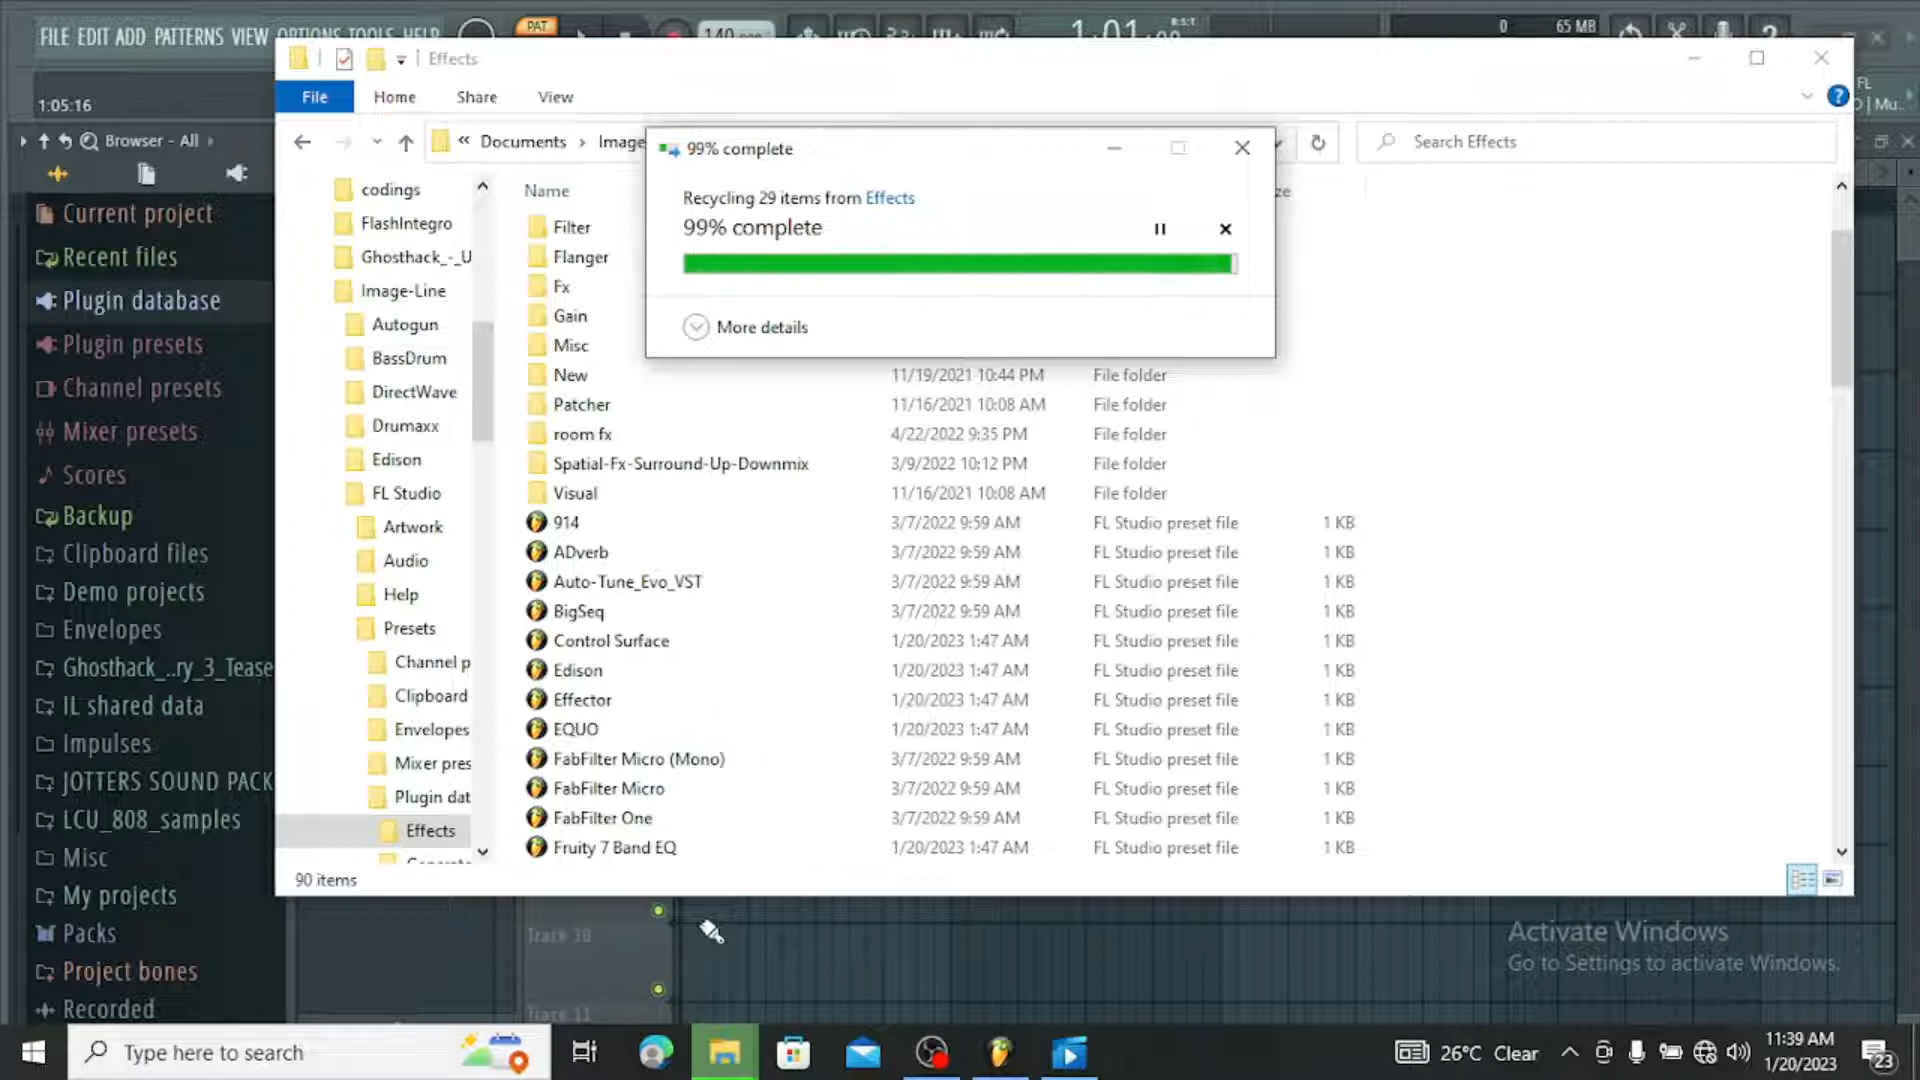 FILE EDIT ADD PATTERNS VIEW OPTIONS TOOLS HELP
PAT
140
1:01
R:S:T
0
65 MB
1:05:16
Effects
File
Home
Share
View
FL
| Mu..
Browser - All
« Documents › Image
Search Effects
99% complete
Recycling 29 items from Effects
99% complete
More details
Current project
Recent files
Plugin database
Plugin presets
Channel presets
Mixer presets
Scores
Backup
Clipboard files
Demo projects
Envelopes
Ghosthack_..ry_3_Tease
IL shared data
Impulses
JOTTERS SOUND PACK
LCU_808_samples
Misc
My projects
Packs
Project bones
Recorded
codings
FlashIntegro
Ghosthack_-_U
Image-Line
Autogun
BassDrum
DirectWave
Drumaxx
Edison
FL Studio
Artwork
Audio
Help
Presets
Channel p
Clipboard
Envelopes
Mixer pres
Plugin dat
Effects
Name
Filter
Flanger
Fx
Gain
Misc
New 11/19/2021 10:44 PM File folder
Patcher 11/16/2021 10:08 AM File folder
room fx 4/22/2022 9:35 PM File folder
Spatial-Fx-Surround-Up-Downmix 3/9/2022 10:12 PM File folder
Visual 11/16/2021 10:08 AM File folder
914 3/7/2022 9:59 AM FL Studio preset file 1 KB
ADverb 3/7/2022 9:59 AM FL Studio preset file 1 KB
Auto-Tune_Evo_VST 3/7/2022 9:59 AM FL Studio preset file 1 KB
BigSeq 3/7/2022 9:59 AM FL Studio preset file 1 KB
Control Surface 1/20/2023 1:47 AM FL Studio preset file 1 KB
Edison 1/20/2023 1:47 AM FL Studio preset file 1 KB
Effector 1/20/2023 1:47 AM FL Studio preset file 1 KB
EQUO 1/20/2023 1:47 AM FL Studio preset file 1 KB
FabFilter Micro (Mono) 3/7/2022 9:59 AM FL Studio preset file 1 KB
FabFilter Micro 3/7/2022 9:59 AM FL Studio preset file 1 KB
FabFilter One 3/7/2022 9:59 AM FL Studio preset file 1 KB
Fruity 7 Band EQ 1/20/2023 1:47 AM FL Studio preset file 1 KB
90 items
Track 10
Track 11
Activate Windows
Go to Settings to activate Windows.
Type here to search
26°C Clear
11:39 AM
1/20/2023
23